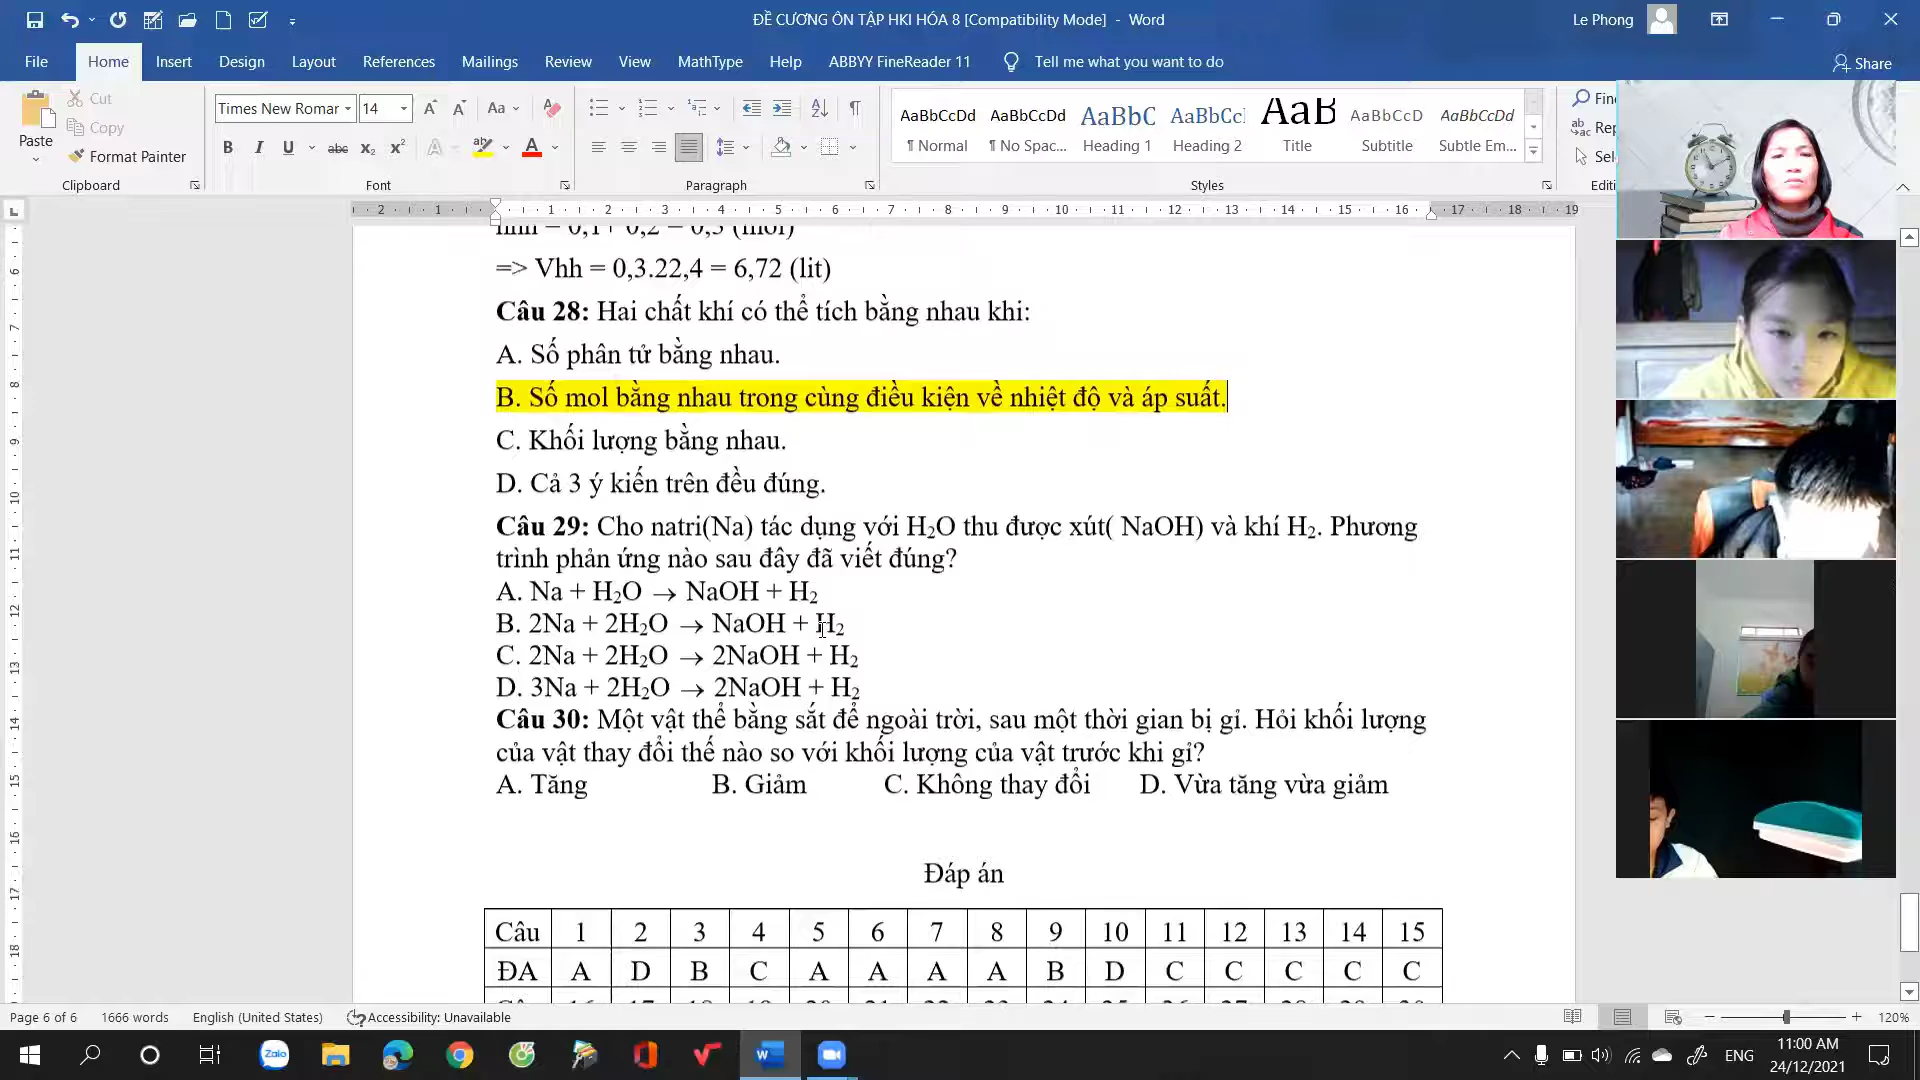 ĐỀ CƯƠNG ÔN TẬP HKI HÓA 8 [Compatibility Mode] - Word
Le Phong
File Home Insert Design Layout References Mailings Review View MathType Help ABBYY FineReader 11 Tell me what you want to do
Share
Paste
Cut
Copy
Format Painter
Clipboard
Times New Romar 14
Font
Paragraph
AaBbCcDd AaBbCcDd AaBbC AaBbCcI AaB AaBbCcD AaBbCcDd
¶ Normal ¶ No Spac... Heading 1 Heading 2 Title Subtitle Subtle Em...
Styles
=> Vhh = 0,3.22,4 = 6,72 (lit)
Câu 28: Hai chất khí có thể tích bằng nhau khi:
A. Số phân tử bằng nhau.
B. Số mol bằng nhau trong cùng điều kiện về nhiệt độ và áp suất.
C. Khối lượng bằng nhau.
D. Cả 3 ý kiến trên đều đúng.
Câu 29: Cho natri(Na) tác dụng với H₂O thu được xút( NaOH) và khí H₂. Phương
trình phản ứng nào sau đây đã viết đúng?
A. Na + H₂O → NaOH + H₂
B. 2Na + 2H₂O → NaOH + H₂
C. 2Na + 2H₂O → 2NaOH + H₂
D. 3Na + 2H₂O → 2NaOH + H₂
Câu 30: Một vật thể bằng sắt để ngoài trời, sau một thời gian bị gỉ. Hỏi khối lượng
của vật thay đổi thế nào so với khối lượng của vật trước khi gỉ?
A. Tăng B. Giảm C. Không thay đổi D. Vừa tăng vừa giảm
Đáp án
Câu 1 2 3 4 5 6 7 8 9 10 11 12 13 14 15
ĐA A D B C A A A A B D C C C C C
Page 6 of 6 1666 words English (United States) Accessibility: Unavailable 120%
Zalo
ENG
11:00 AM
24/12/2021